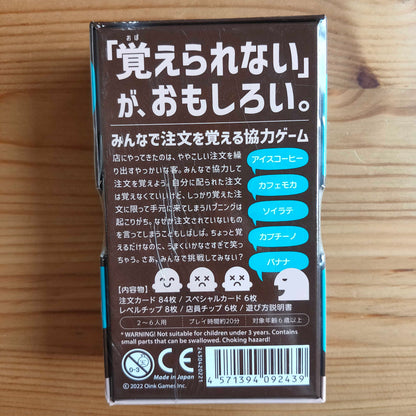 おぼ
「覚えられない」
が、おもしろい。
みんなで注文を覚える協力ゲーム
店にやってきたのは、ややこしい注文を繰
り出すやっかいな客。みんなで協力して
注文を覚えよう。自分に配られた注文
は覚えなくていいけど、しっかり覚えた注
文に限って手元に来てしまうハプニングは
起こりがち。なぜか注文されていないもの
を言ってしまうこともしばしば。ちょっと覚
えるだけなのに、うまくいかなさすぎて笑っ
ちゃう。さあ、みんなで挑戦してみない?
アイスコーヒー
カフェモカ
ソイラテ
カプチーノ
バナナ
【内容物】
注文カード 84枚 / スペシャルカード 6枚
レベルチップ 8枚 / 店員チップ 6枚 / 遊び方説明書
2〜6人用
プレイ時間約20分
対象年齢6歳以上
* WARNING! Not suitable for children under 3 years. Contains
small parts that can be swallowed. Choking hazard!
CE
0-3
Made in Japan
©2022 Oink Games Inc.
2430420221
4 571394 092439